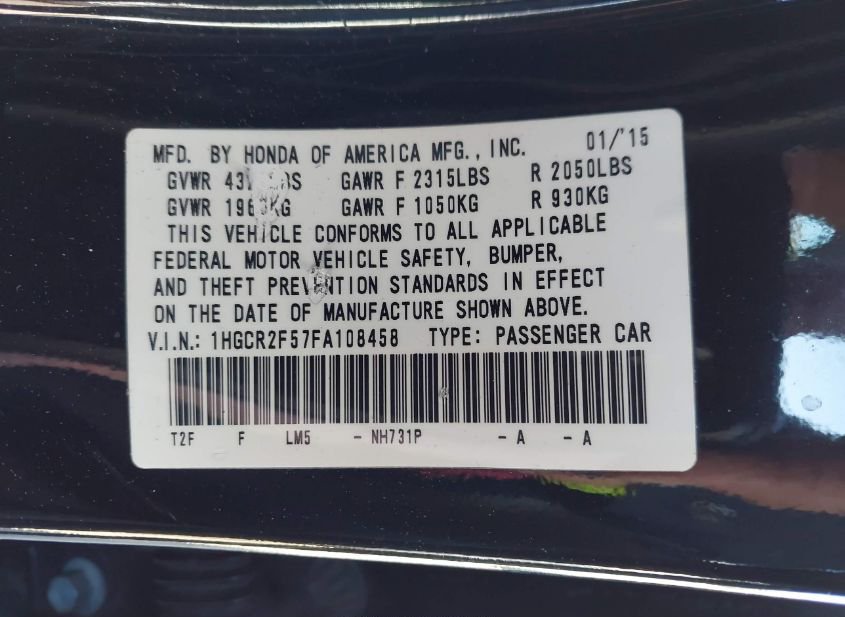 MFD. BY HONDA OF AMERICA MFG., INC. 01/'15
GVWR GAWR F 2315LBS R 2050LBS
GVWR GAWR F 1050KG R 930KG
THIS VEHICLE CONFORMS TO ALL APPLICABLE
FEDERAL MOTOR VEHICLE SAFETY, BUMPER,
AND THEFT PREVENTION STANDARDS IN EFFECT
ON THE DATE OF MANUFACTURE SHOWN ABOVE.
V.I.N.: 1HGCR2F57FA108458 TYPE: PASSENGER CAR
T2F F LM5 - NH731P - A - A